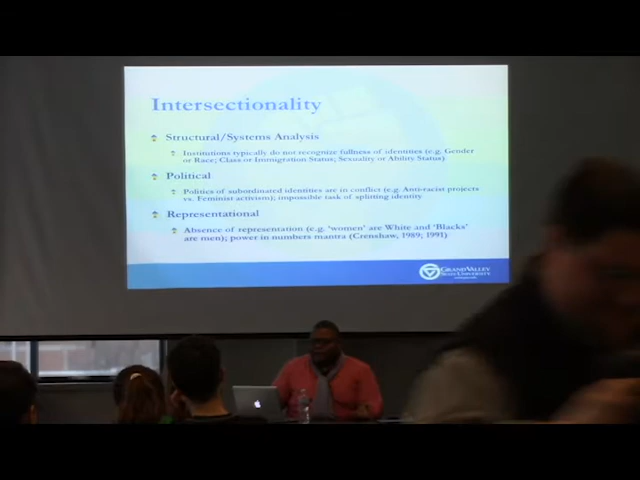 Intersectionality
Structural/Systems Analysis
Institutions typically do not recognize fullness of identities (e.g. Gender
or Race; Class or Immigration Status; Sexuality or Ability Status)
Political
Politics of subordinated identities are in conflict (e.g. Anti-racist projects
vs. Feminist activism); impossible task of splitting identity
Representational
Absence of representation (e.g. 'women' are White and 'Blacks'
are men); power in numbers mantra (Crenshaw, 1989; 1991)
GRAND VALLEY
STATE UNIVERSITY